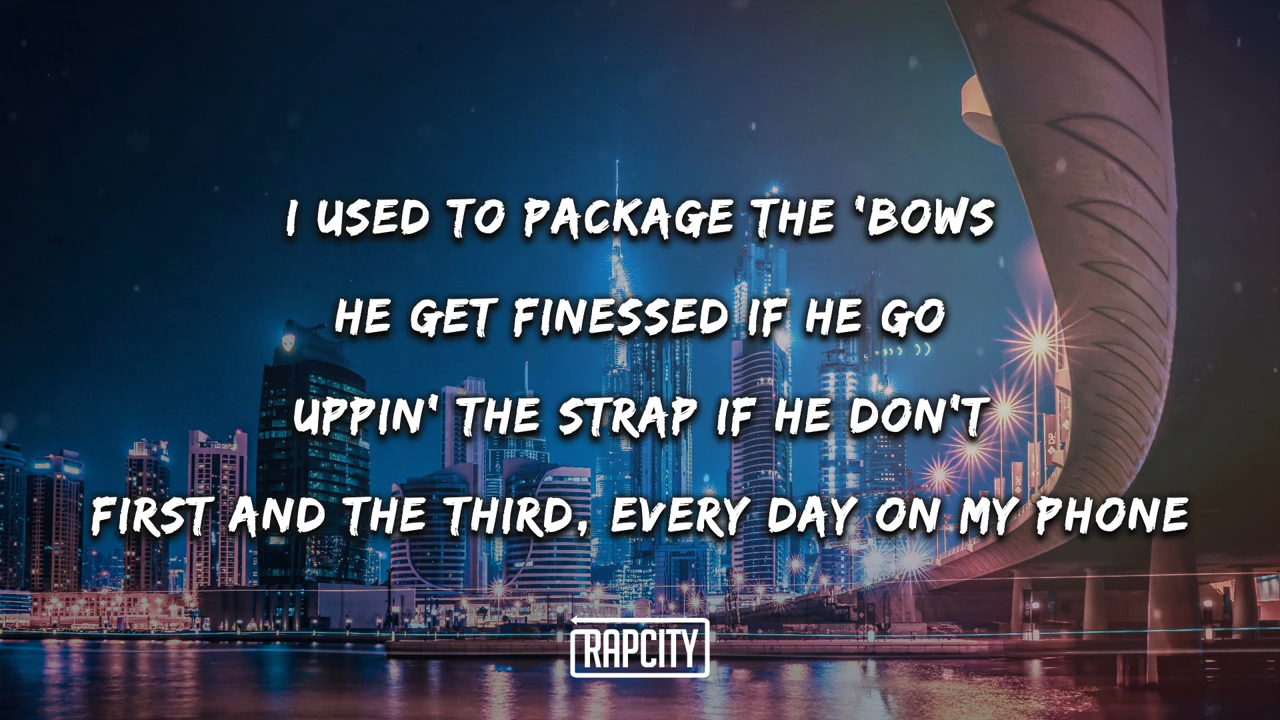 I USED TO PACKAGE THE 'BOWS
HE GET FINESSED IF HE GO
UPPIN' THE STRAP IF HE DON'T
FIRST AND THE THIRD, EVERY DAY ON MY PHONE
RAPCITY